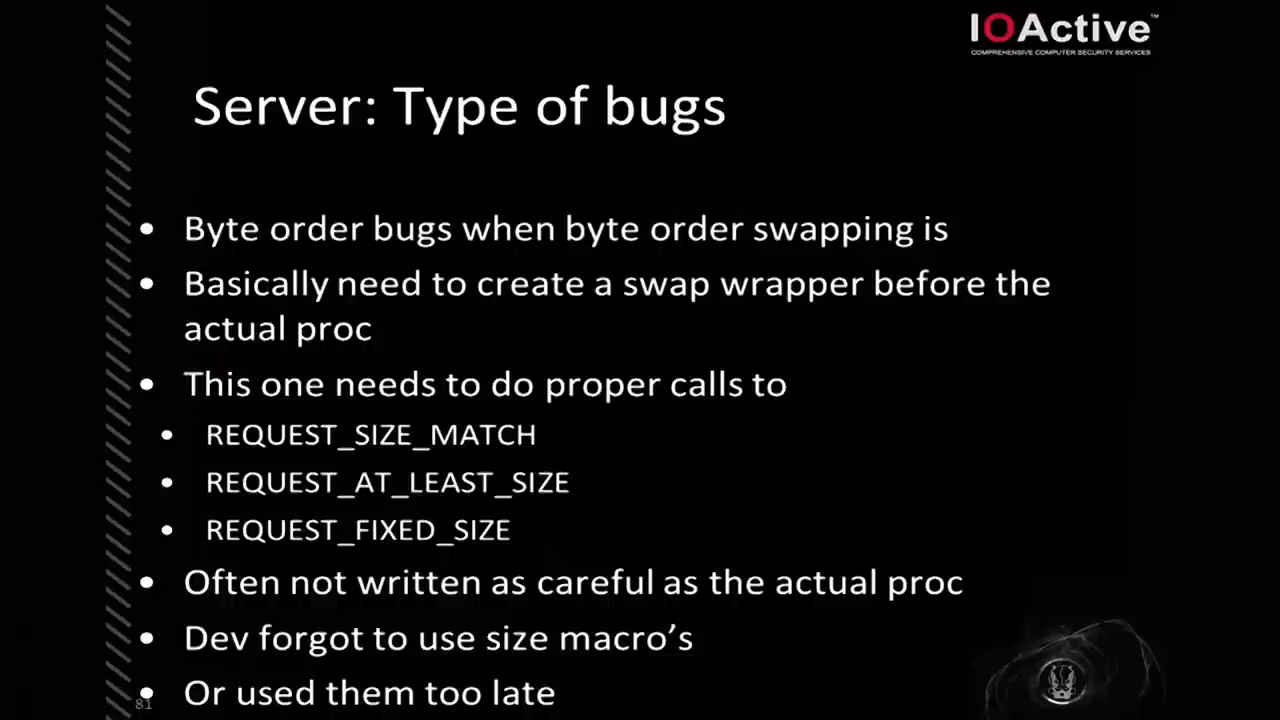 IOActive™
COMPREHENSIVE COMPUTER SECURITY SERVICES
Server: Type of bugs
• Byte order bugs when byte order swapping is
• Basically need to create a swap wrapper before the
actual proc
• This one needs to do proper calls to
• REQUEST_SIZE_MATCH
• REQUEST_AT_LEAST_SIZE
• REQUEST_FIXED_SIZE
• Often not written as careful as the actual proc
• Dev forgot to use size macro’s
• Or used them too late
81